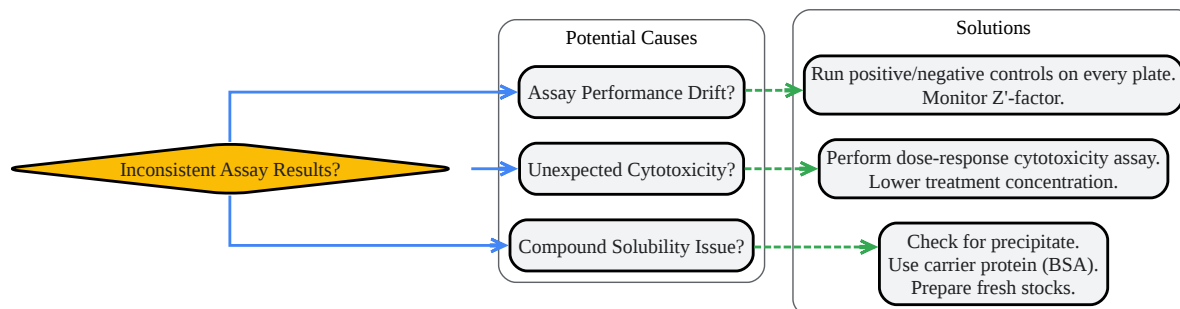 Potential Causes
Solutions
Inconsistent Assay Results?
Assay Performance Drift?
Run positive/negative controls on every plate.
Monitor Z'-factor.
Unexpected Cytotoxicity?
Perform dose-response cytotoxicity assay.
Lower treatment concentration.
Compound Solubility Issue?
Check for precipitate.
Use carrier protein (BSA).
Prepare fresh stocks.